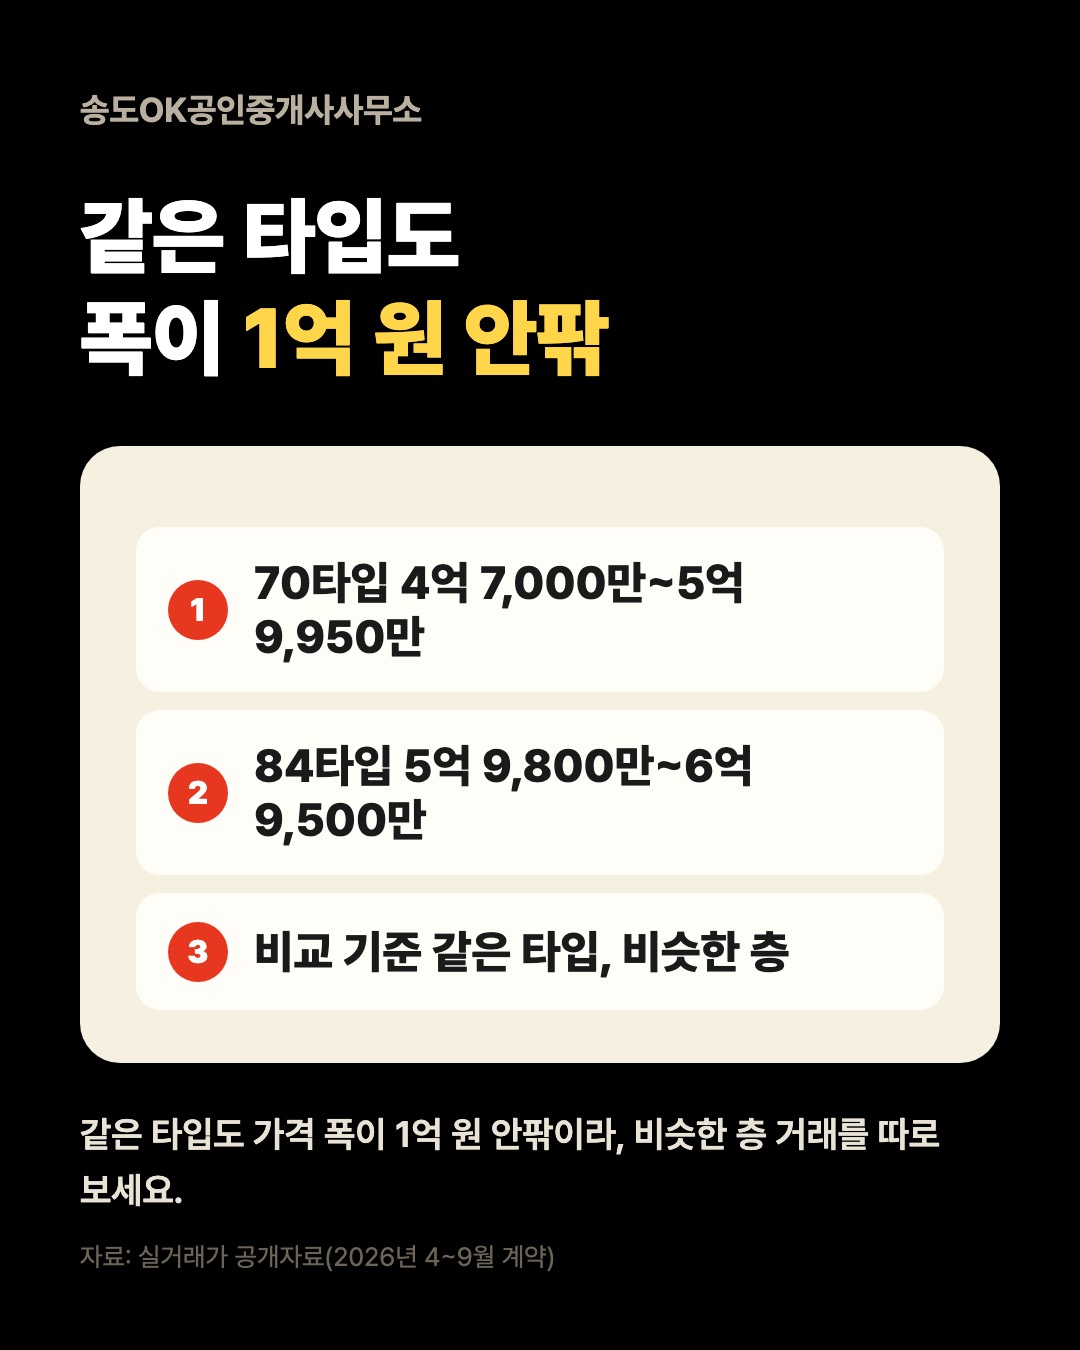 송도OK공인중개사사무소
같은 타입도
폭이 1억 원 안팎
1
70타입 4억 7,000만~5억
9,950만
2
84타입 5억 9,800만~6억
9,500만
3
비교 기준 같은 타입, 비슷한 층
같은 타입도 가격 폭이 1억 원 안팎이라, 비슷한 층 거래를 따로
보세요.
자료: 실거래가 공개자료(2026년 4~9월 계약)